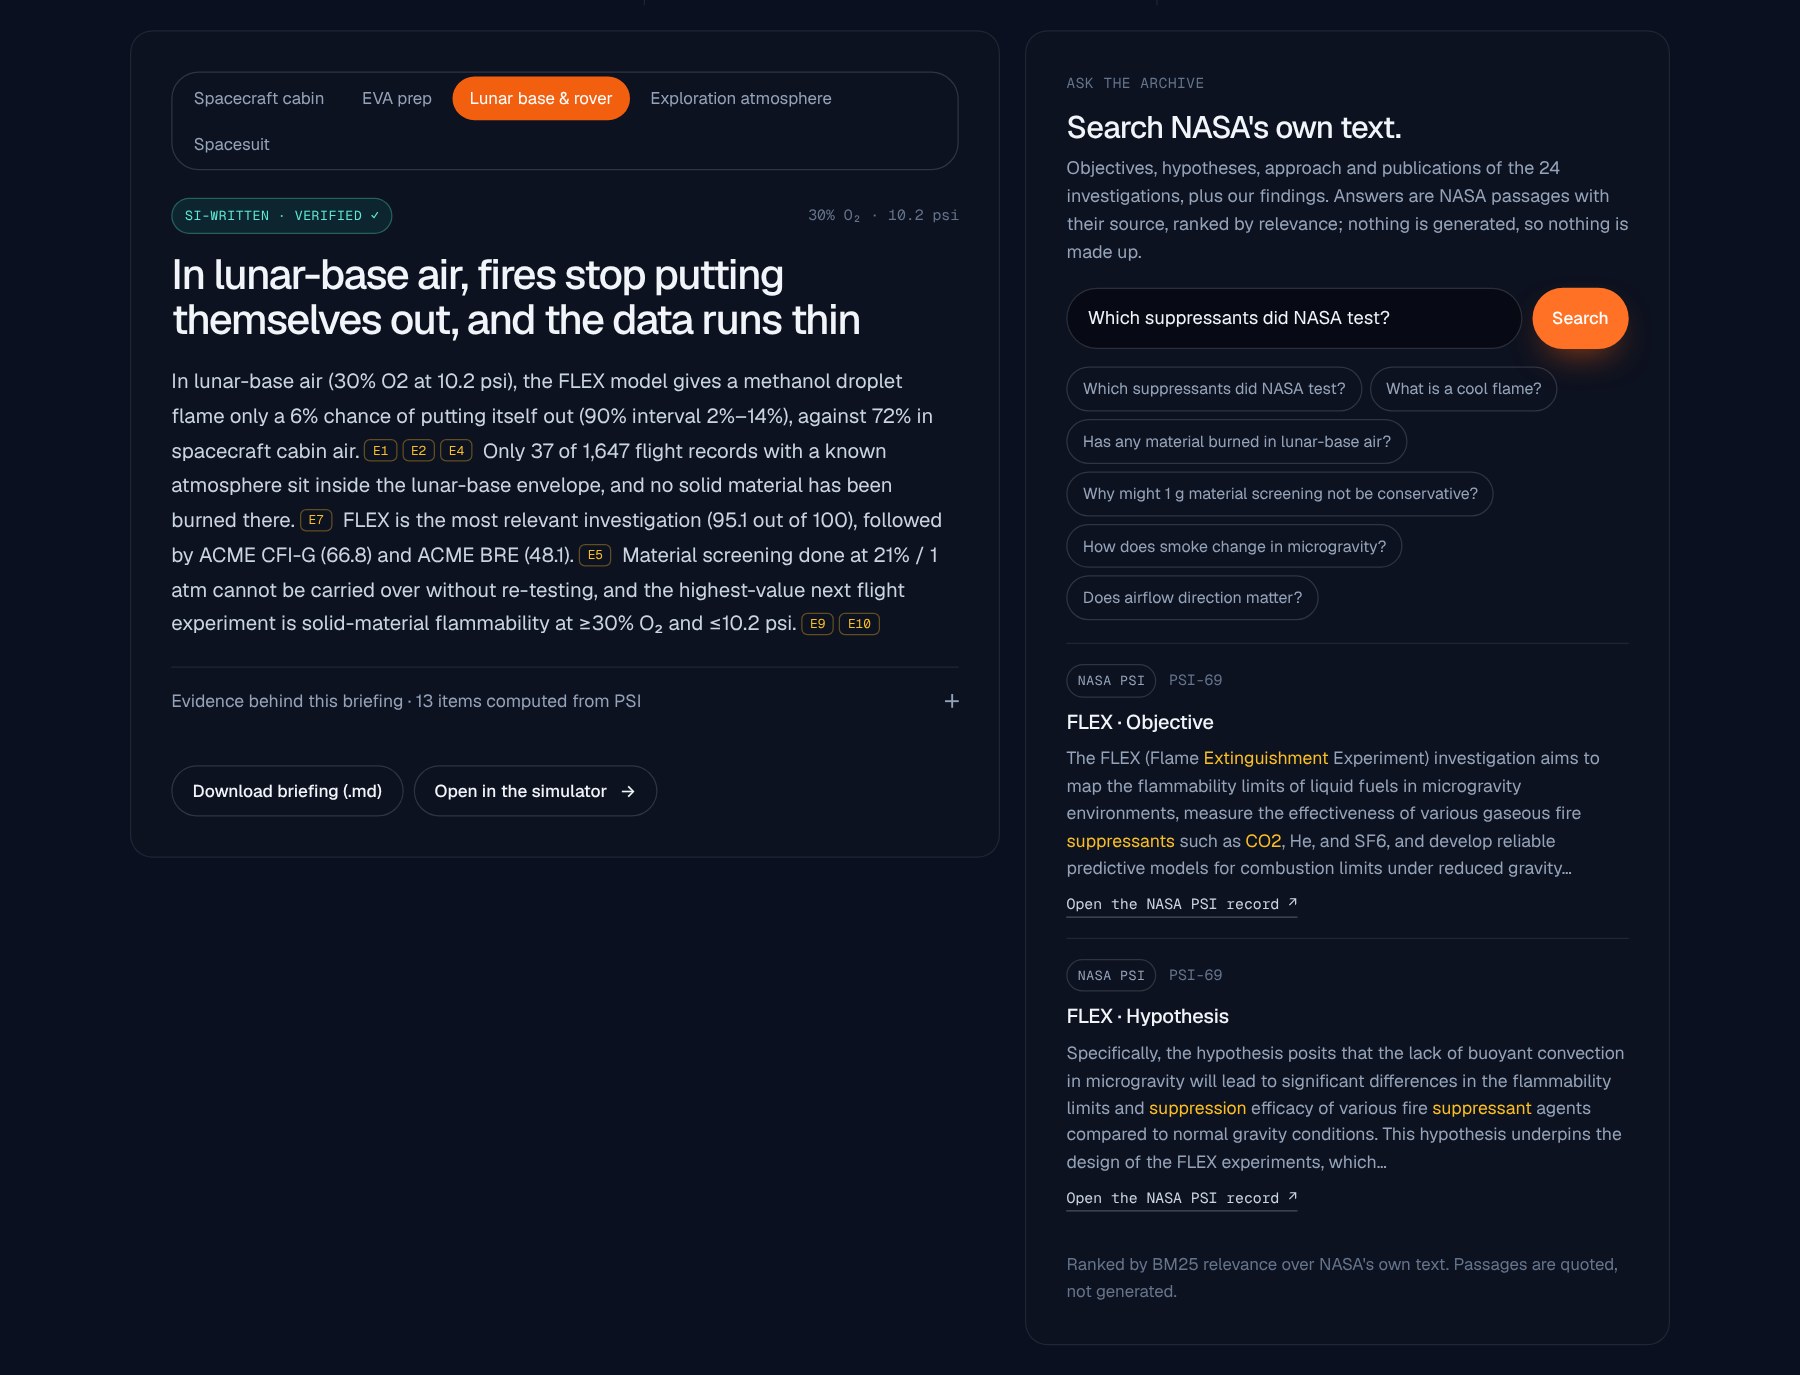 Spacecraft cabin
EVA prep
Lunar base & rover
Exploration atmosphere
Spacesuit
SI-WRITTEN · VERIFIED ✓
30% O₂ · 10.2 psi
In lunar-base air, fires stop putting
themselves out, and the data runs thin
In lunar-base air (30% O2 at 10.2 psi), the FLEX model gives a methanol droplet
flame only a 6% chance of putting itself out (90% interval 2%–14%), against 72% in
spacecraft cabin air. E1 E2 E4 Only 37 of 1,647 flight records with a known
atmosphere sit inside the lunar-base envelope, and no solid material has been
burned there. E7 FLEX is the most relevant investigation (95.1 out of 100), followed
by ACME CFI-G (66.8) and ACME BRE (48.1). E5 Material screening done at 21% / 1
atm cannot be carried over without re-testing, and the highest-value next flight
experiment is solid-material flammability at ≥30% O₂ and ≤10.2 psi. E9 E10
Evidence behind this briefing · 13 items computed from PSI
+
Download briefing (.md)
Open in the simulator →
ASK THE ARCHIVE
Search NASA's own text.
Objectives, hypotheses, approach and publications of the 24
investigations, plus our findings. Answers are NASA passages with
their source, ranked by relevance; nothing is generated, so nothing is
made up.
Which suppressants did NASA test?
Search
Which suppressants did NASA test?
What is a cool flame?
Has any material burned in lunar-base air?
Why might 1 g material screening not be conservative?
How does smoke change in microgravity?
Does airflow direction matter?
NASA PSI PSI-69
FLEX · Objective
The FLEX (Flame Extinguishment Experiment) investigation aims to
map the flammability limits of liquid fuels in microgravity
environments, measure the effectiveness of various gaseous fire
suppressants such as CO2, He, and SF6, and develop reliable
predictive models for combustion limits under reduced gravity…
Open the NASA PSI record ↗
NASA PSI PSI-69
FLEX · Hypothesis
Specifically, the hypothesis posits that the lack of buoyant convection
in microgravity will lead to significant differences in the flammability
limits and suppression efficacy of various fire suppressant agents
compared to normal gravity conditions. This hypothesis underpins the
design of the FLEX experiments, which…
Open the NASA PSI record ↗
Ranked by BM25 relevance over NASA's own text. Passages are quoted,
not generated.